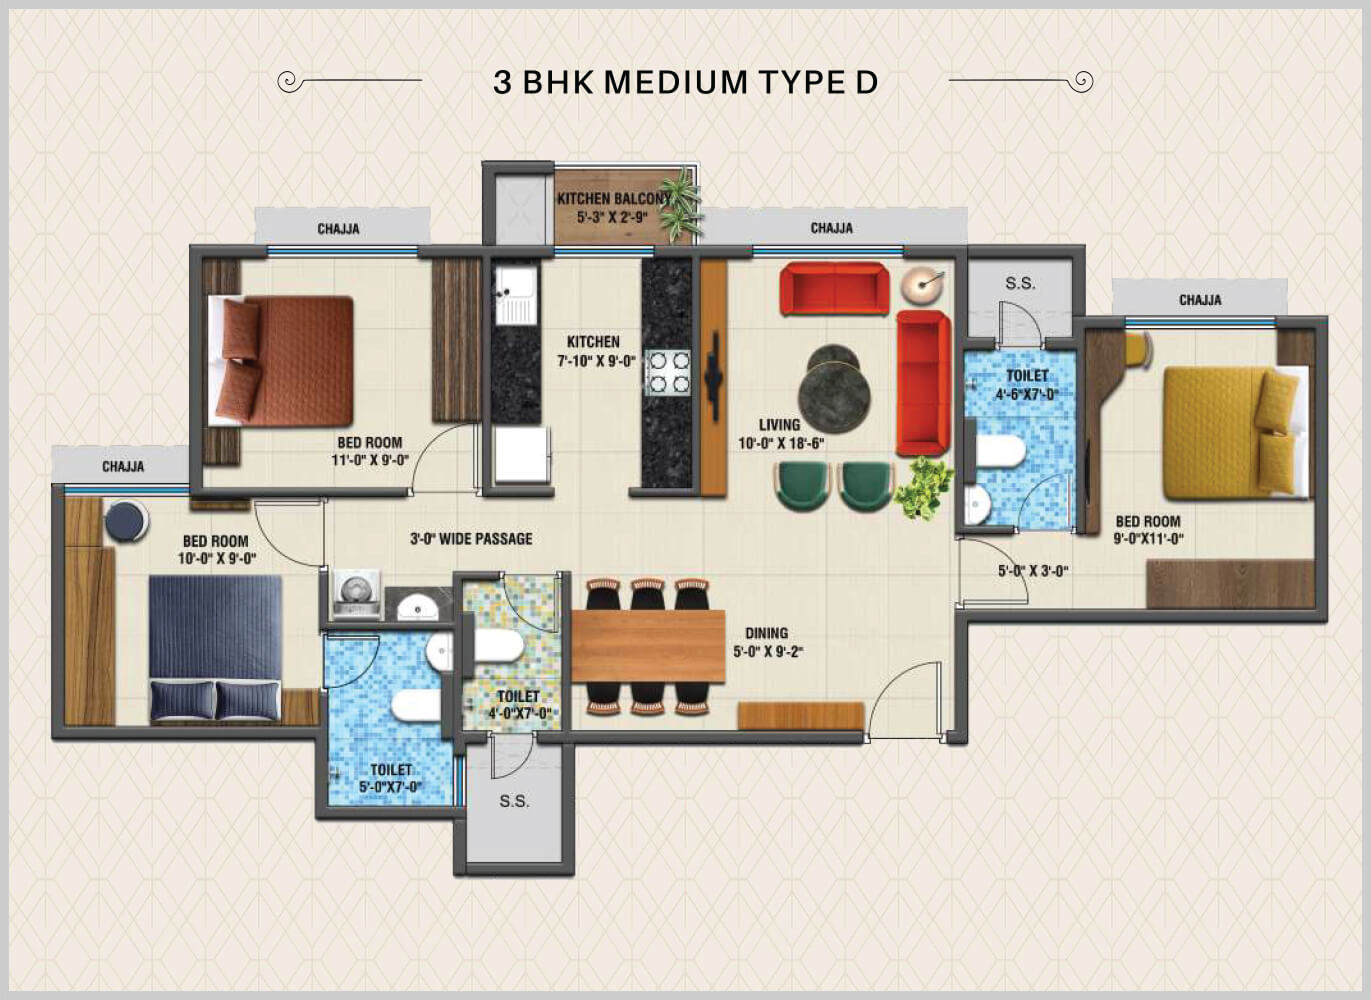 3 BHK MEDIUM TYPE D
KITCHEN BALCONY
5'-3" X 2'-9"
CHAJJA
CHAJJA
S.S.
CHAJJA
KITCHEN
7'-10" X 9'-0"
TOILET
4'-6"X7'-0"
LIVING
10'-0" X 18'-6"
BED ROOM
11'-0" X 9'-0"
CHAJJA
BED ROOM
9'-0"X11'-0"
BED ROOM
10'-0" X 9'-0"
3'-0" WIDE PASSAGE
5'-0" X 3'-0"
DINING
5'-0" X 9'-2"
TOILET
4'-0"X7'-0"
TOILET
5'-0"X7'-0"
S.S.